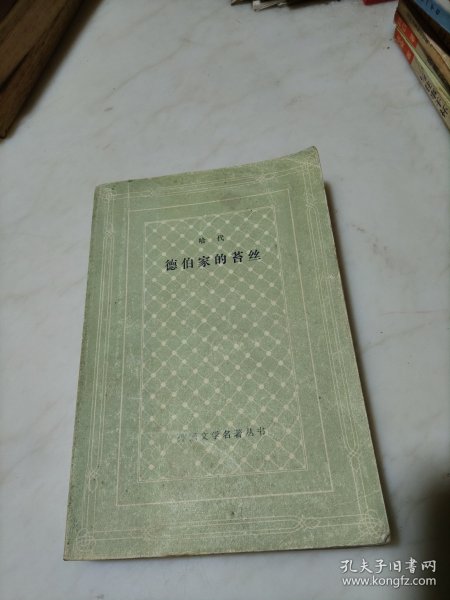 哈 代
德伯家的苔丝
外国文学名著丛书
孔夫子旧书网
www.kongfz.com